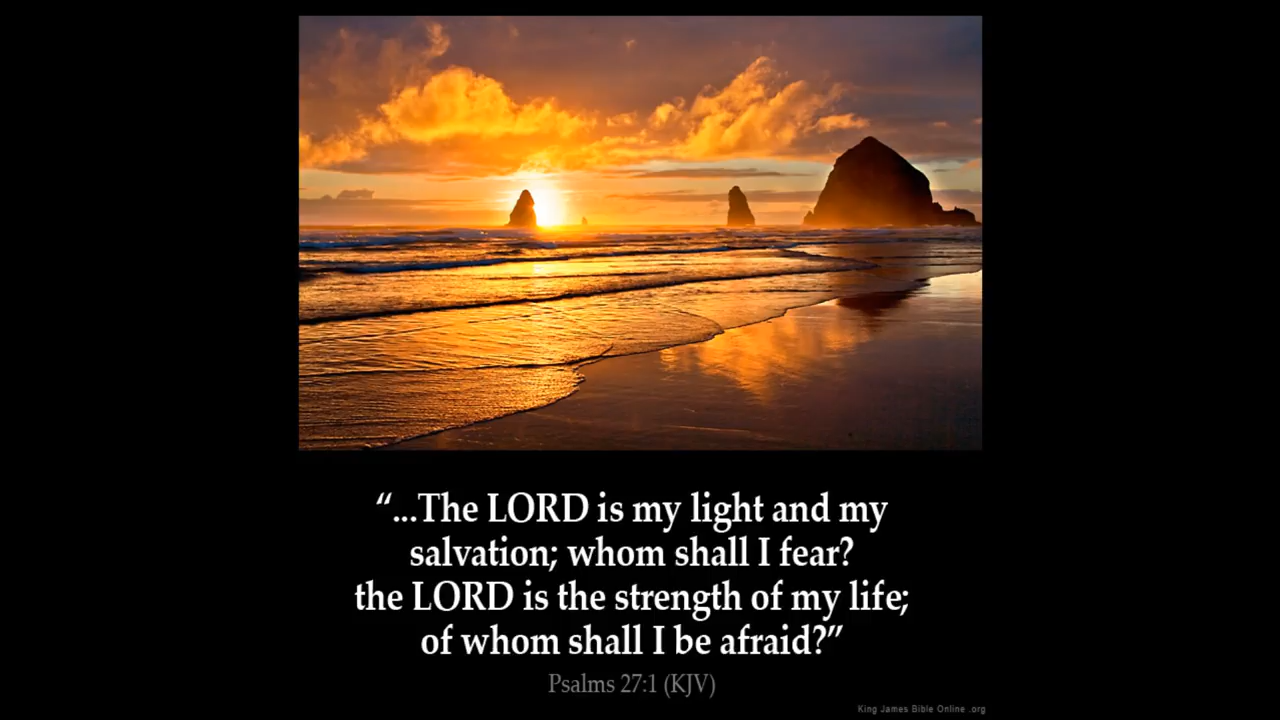 “...The LORD is my light and my
salvation; whom shall I fear?
the LORD is the strength of my life;
of whom shall I be afraid?”
Psalms 27:1 (KJV)
King James Bible Online .org